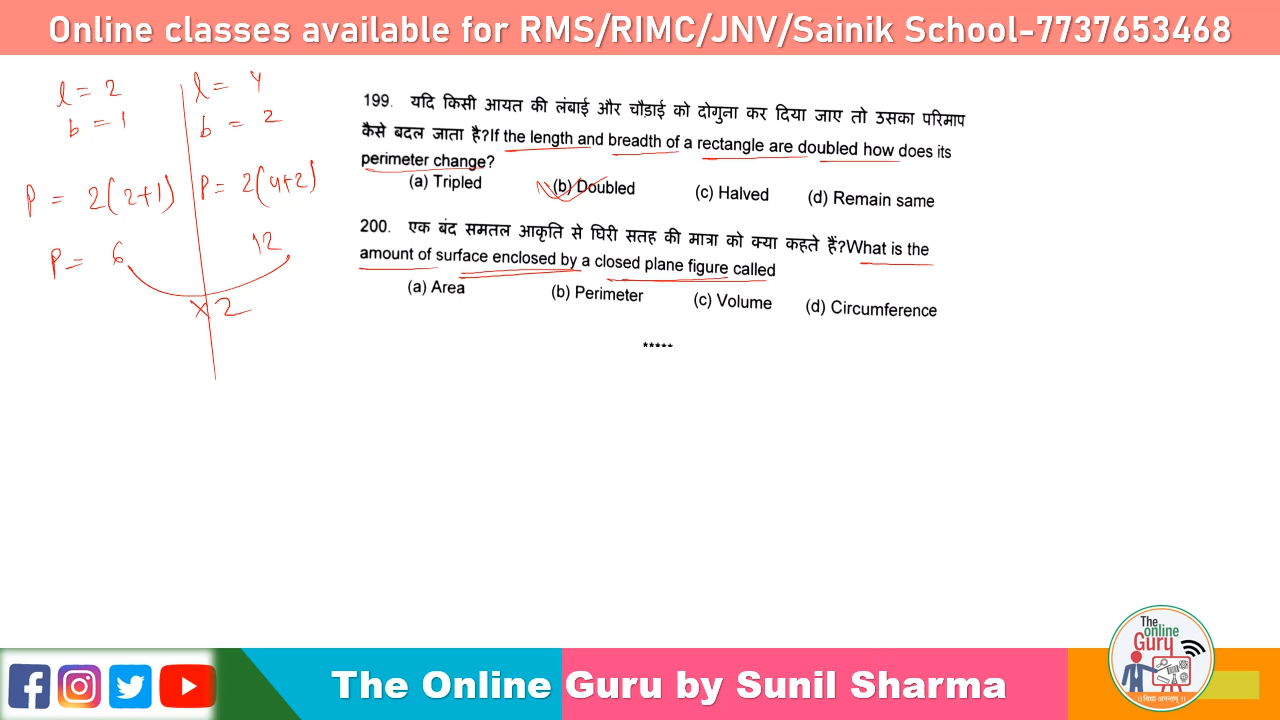 Online classes available for RMS/RIMC/JNV/Sainik School-7737653468
l = 2
b = 1
P = 2(2+1)
P = 6
l = 4
b = 2
P = 2(4+2)
12
×2
199. यदि किसी आयत की लंबाई और चौड़ाई को दोगुना कर दिया जाए तो उसका परिमाप
कैसे बदल जाता है?If the length and breadth of a rectangle are doubled how does its
perimeter change?
(a) Tripled (b) Doubled (c) Halved (d) Remain same
200. एक बंद समतल आकृति से घिरी सतह की मात्रा को क्या कहते हैं?What is the
amount of surface enclosed by a closed plane figure called
(a) Area (b) Perimeter (c) Volume (d) Circumference
*****
The Online Guru by Sunil Sharma
The
online
Gury